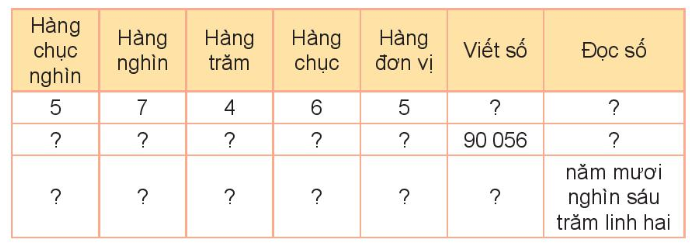 Hàng chục nghìn | Hàng nghìn | Hàng trăm | Hàng chục | Hàng đơn vị | Viết số | Đọc số
5 | 7 | 4 | 6 | 5 | ? | ?
? | ? | ? | ? | ? | 90 056 | ?
? | ? | ? | ? | ? | ? | năm mươi nghìn sáu trăm linh hai